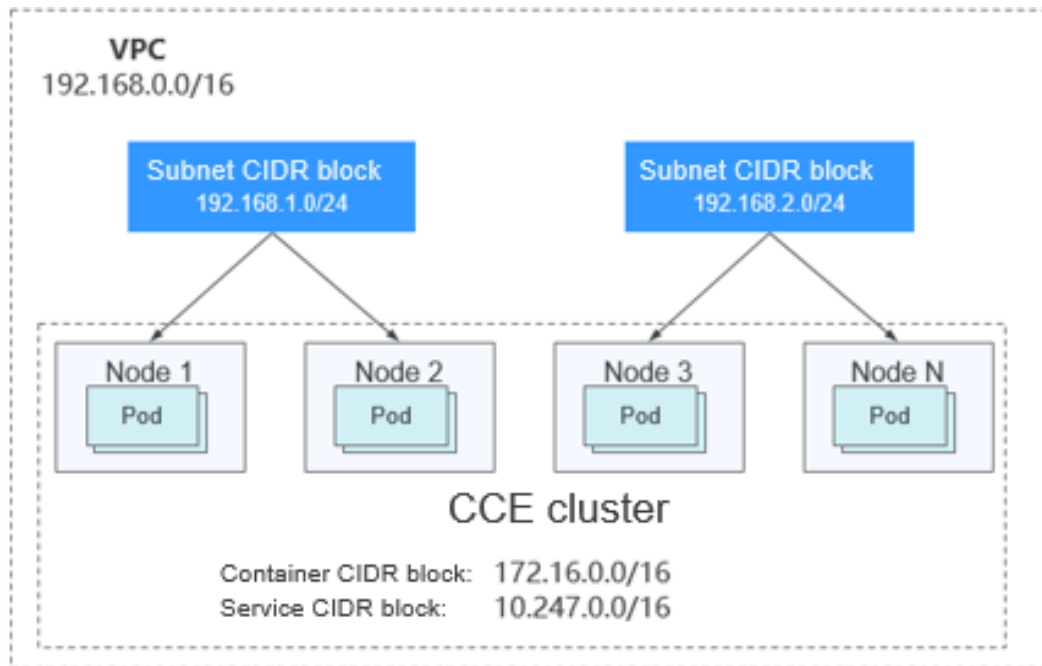 VPC
192.168.0.0/16
Subnet CIDR block
192.168.1.0/24
Subnet CIDR block
192.168.2.0/24
Node 1
Pod
Node 2
Pod
Node 3
Pod
Node N
Pod
CCE cluster
Container CIDR block: 172.16.0.0/16
Service CIDR block: 10.247.0.0/16